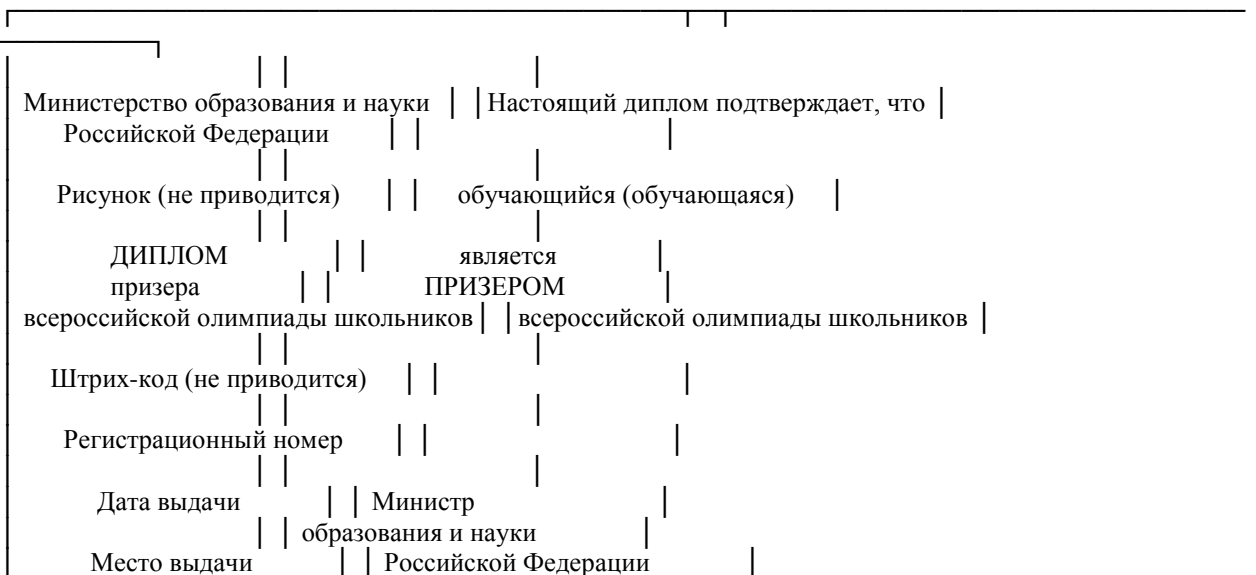 Министерство образования и науки Настоящий диплом подтверждает, что
Российской Федерации
Рисунок (не приводится) обучающийся (обучающаяся)
ДИПЛОМ является
призера ПРИЗЕРОМ
всероссийской олимпиады школьников всероссийской олимпиады школьников
Штрих-код (не приводится)
Регистрационный номер
Дата выдачи Министр
образования и науки
Место выдачи Российской Федерации